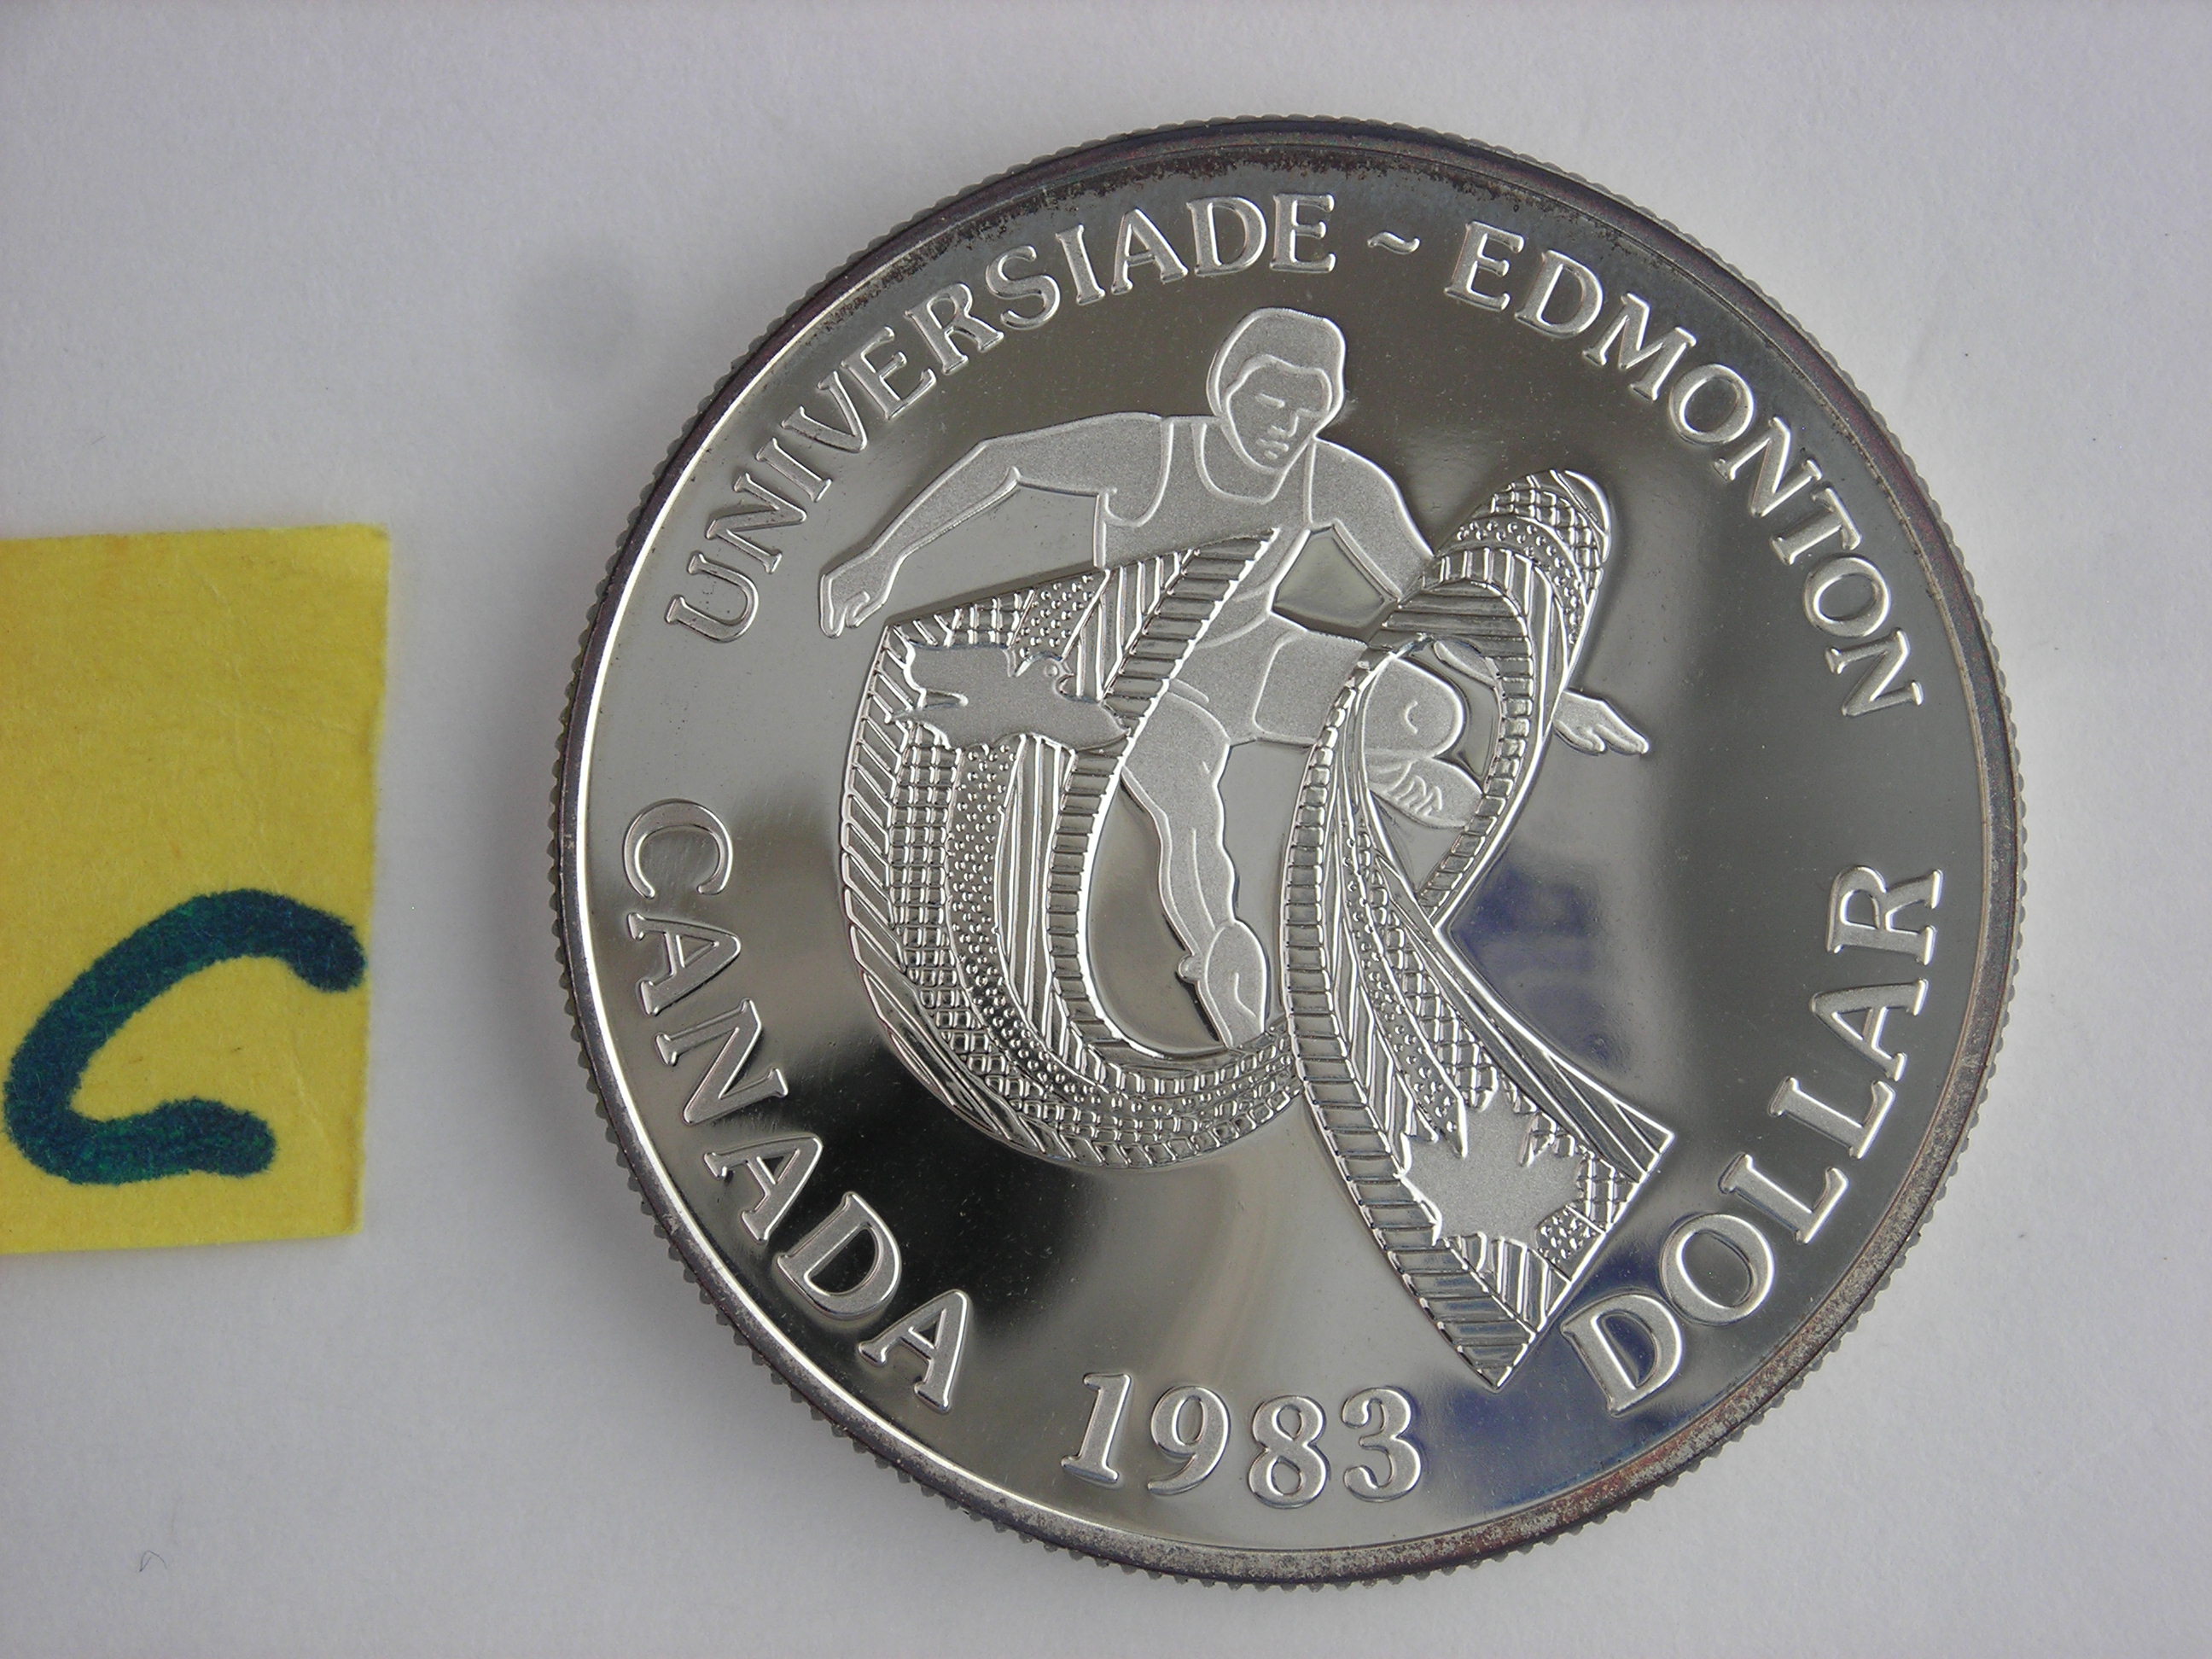 UNIVERSIADE ~ EDMONTON
CANADA 1983 DOLLAR
C